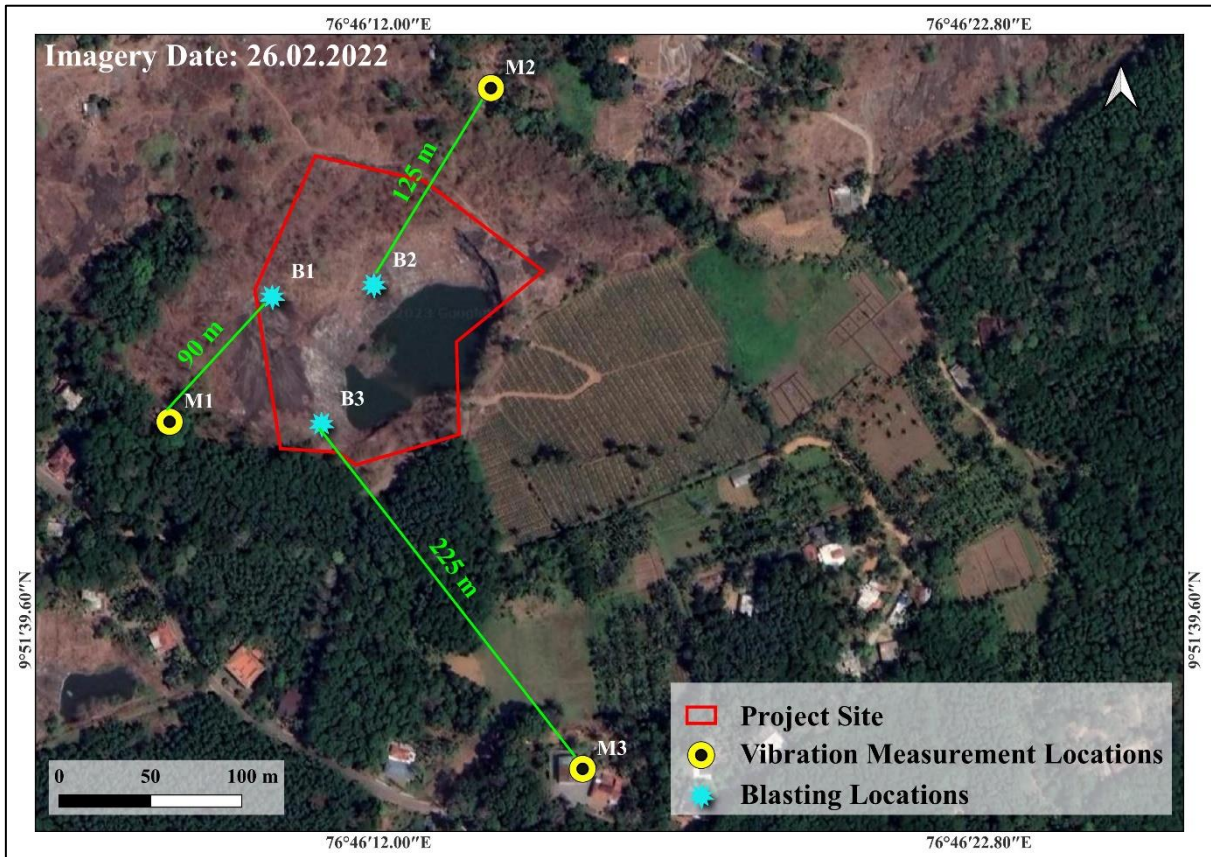 76°46′12.00″E
76°46′22.80″E
Imagery Date: 26.02.2022
M2
125 m
B1
B2
90 m
M1
B3
225 m
9°51′39.60″N
9°51′39.60″N
M3
Project Site
Vibration Measurement Locations
Blasting Locations
0 50 100 m
76°46′12.00″E
76°46′22.80″E